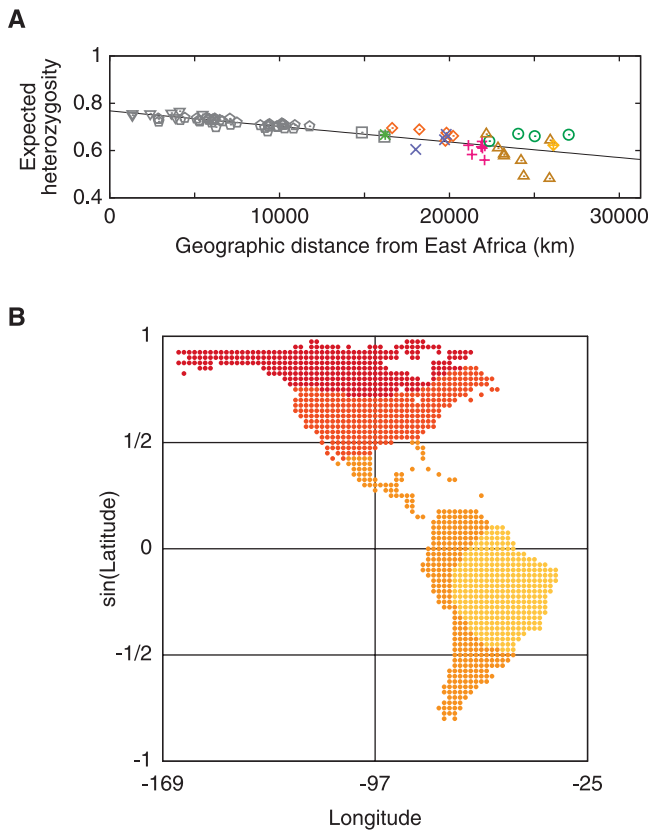 A
Expected
heterozygosity
1
0.8
0.6
0.4
0 10000 20000 30000
Geographic distance from East Africa (km)
B
sin(Latitude)
1
1/2
0
-1/2
-1
-169 -97 -25
Longitude